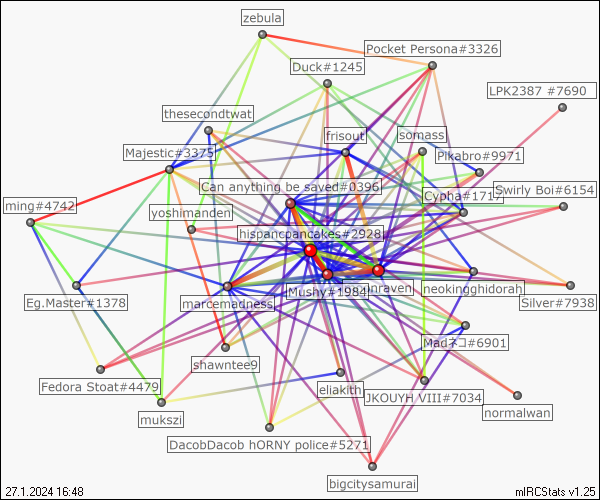 zebula
Pocket Persona#3326
Duck#1245
LPK2387 #7690
thesecondtwat
frisout
somass
Majestic#3375
Pikabro#9971
Can anything be saved#0396
Cypha#1717
Swirly Boi#6154
ming#4742
yoshimanden
hispancpancakes#2928
Eg.Master#1378
marcemadness
Mushy#1984
nraven
neokingghidorah
Silver#7938
Madネコ#6901
shawntee9
Fedora Stoat#4479
eliakith
JKOUYH VIII#7034
mukszi
normalwan
DacobDacob hORNY police#5271
bigcitysamurai
27.1.2024 16:48
mIRCStats v1.25